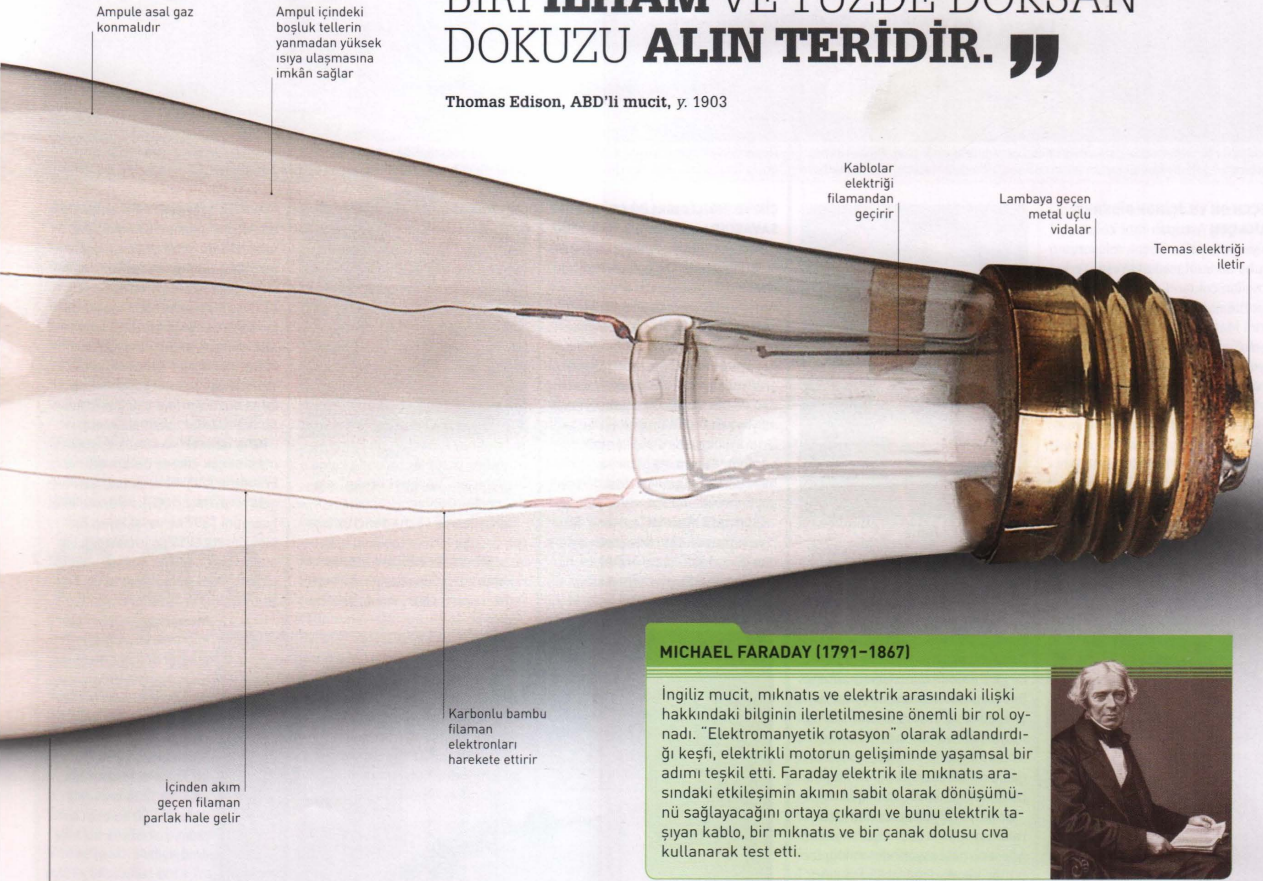 Ampule asal gaz
konmalıdır
Ampul içindeki
boşluk tellerin
yanmadan yüksek
ısıya ulaşmasına
imkân sağlar
BİRİ İLHAM VE YÜZDE DOKSAN
DOKUZU ALIN TERİDİR. ”
Thomas Edison, ABD'li mucit, y. 1903
Kablolar
elektriği
filamandan
geçirir
Lambaya geçen
metal uçlu
vidalar
Temas elektriği
iletir
Karbonlu bambu
filaman
elektronları
harekete ettirir
İçinden akım
geçen filaman
parlak hale gelir
MICHAEL FARADAY (1791–1867)
İngiliz mucit, mıknatıs ve elektrik arasındaki ilişki
hakkındaki bilginin ilerletilmesine önemli bir rol oy-
nadı. “Elektromanyetik rotasyon” olarak adlandırdı-
ğı keşfi, elektrikli motorun gelişiminde yaşamsal bir
adımı teşkil etti. Faraday elektrik ile mıknatıs ara-
sındaki etkileşimin akımın sabit olarak dönüşümü-
nü sağlayacağını ortaya çıkardı ve bunu elektrik ta-
şıyan kablo, bir mıknatıs ve bir çanak dolusu cıva
kullanarak test etti.